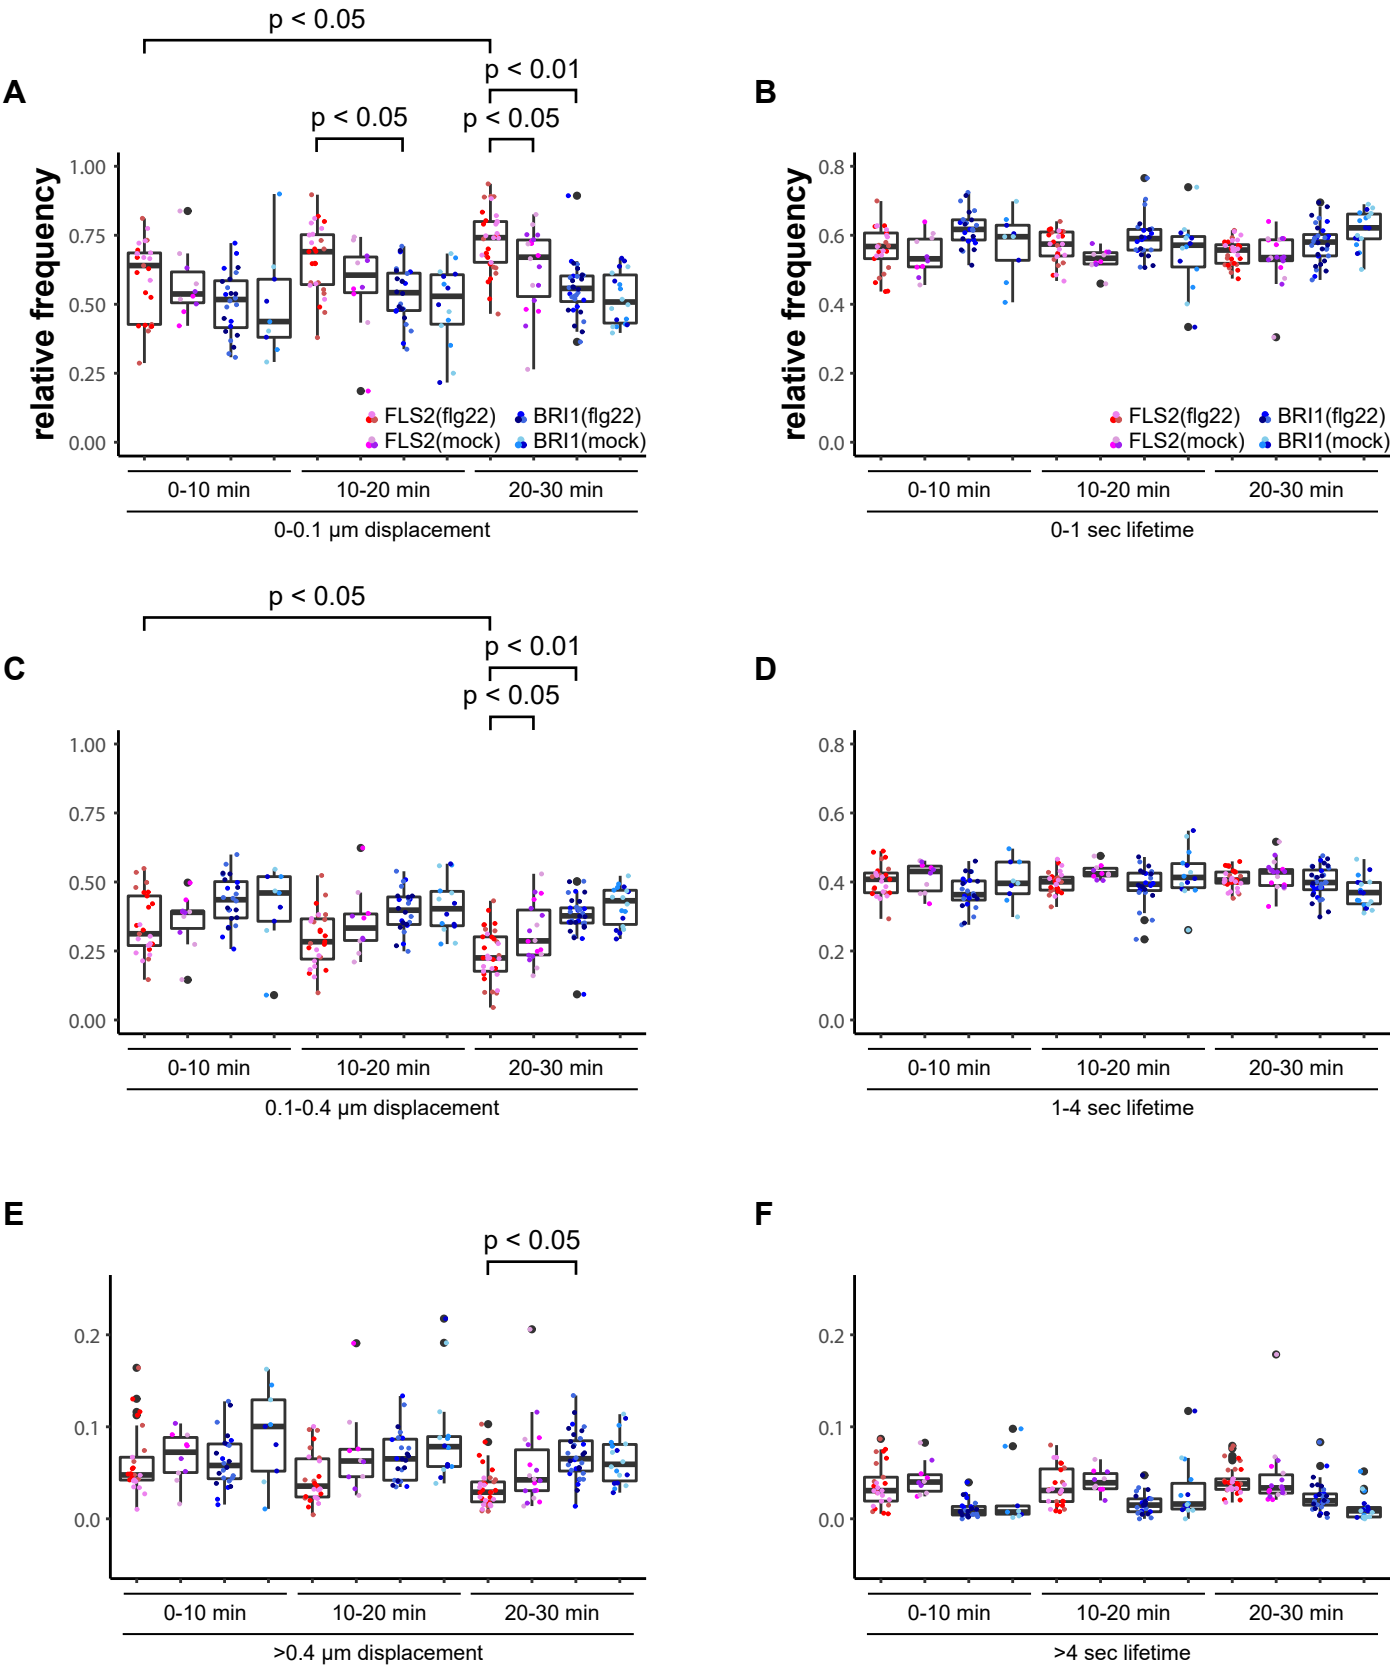 p < 0.05
p < 0.01
p < 0.05
p < 0.05
A
relative frequency
1.00
0.75
0.50
0.25
0.00
FLS2(flg22)
BRI1(flg22)
FLS2(mock)
BRI1(mock)
0-10 min
10-20 min
20-30 min
0-0.1 µm displacement
B
relative frequency
0.8
0.6
0.4
0.2
0.0
FLS2(flg22)
BRI1(flg22)
FLS2(mock)
BRI1(mock)
0-10 min
10-20 min
20-30 min
0-1 sec lifetime
p < 0.05
p < 0.01
p < 0.05
C
1.00
0.75
0.50
0.25
0.00
0-10 min
10-20 min
20-30 min
0.1-0.4 µm displacement
D
0.8
0.6
0.4
0.2
0.0
0-10 min
10-20 min
20-30 min
1-4 sec lifetime
E
p < 0.05
0.2
0.1
0.0
0-10 min
10-20 min
20-30 min
>0.4 µm displacement
F
0.2
0.1
0.0
0-10 min
10-20 min
20-30 min
>4 sec lifetime